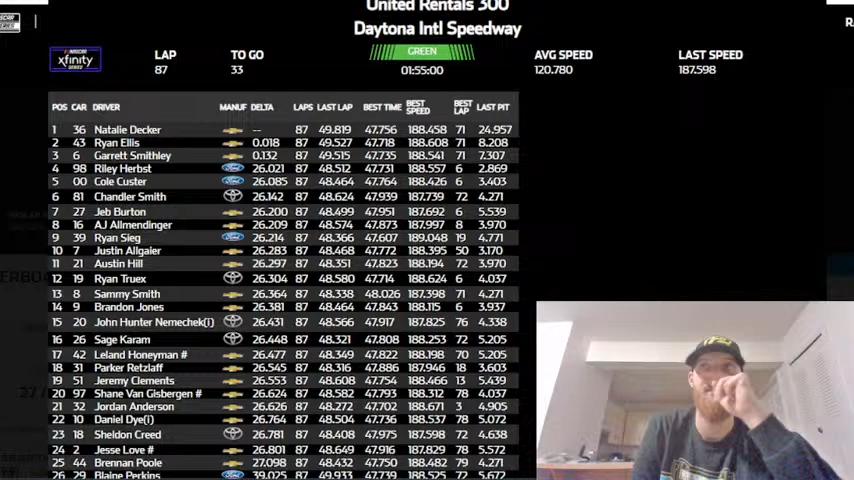 United Rentals 300
Daytona Intl Speedway
xfinity
LAP TO GO GREEN AVG SPEED LAST SPEED
87 33 01:55:00 120.780 187.598
POS CAR DRIVER MANUF DELTA LAPS LAST LAP BEST TIME BEST SPEED BEST LAP LAST PIT
1 36 Natalie Decker -- 87 49.819 47.756 188.458 71 24.957
2 43 Ryan Ellis 0.018 87 49.527 47.718 188.608 71 8.208
3 6 Garrett Smithley 0.132 87 49.515 47.735 188.541 71 7.307
4 98 Riley Herbst Ford 26.021 87 48.512 47.731 188.557 6 2.869
5 00 Cole Custer Ford 26.085 87 48.464 47.764 188.426 6 3.403
6 81 Chandler Smith 26.142 87 48.624 47.939 187.739 72 4.271
7 27 Jeb Burton 26.200 87 48.499 47.951 187.692 6 5.539
8 16 AJ Allmendinger 26.209 87 48.574 47.873 187.997 8 3.970
9 39 Ryan Sieg Ford 26.214 87 48.366 47.607 189.048 19 4.771
10 7 Justin Allgaier 26.283 87 48.468 47.772 188.395 50 3.170
11 21 Austin Hill 26.297 87 48.351 47.823 188.194 72 3.970
12 19 Ryan Truex 26.304 87 48.580 47.714 188.624 6 4.037
13 8 Sammy Smith 26.364 87 48.338 48.026 187.398 71 4.271
14 9 Brandon Jones 26.381 87 48.464 47.843 188.115 6 3.937
15 20 John Hunter Nemechek(i) 26.431 87 48.566 47.917 187.825 76 4.338
16 26 Sage Karam 26.448 87 48.321 47.808 188.253 72 5.205
17 42 Leland Honeyman # 26.477 87 48.349 47.822 188.198 70 5.205
18 31 Parker Retzlaff 26.545 87 48.316 47.886 187.946 18 3.603
19 51 Jeremy Clements 26.553 87 48.608 47.754 188.466 13 5.439
20 97 Shane Van Gisbergen # 26.624 87 48.582 47.793 188.312 78 4.037
21 32 Jordan Anderson 26.626 87 48.272 47.702 188.671 3 4.905
22 10 Daniel Dye(i) 26.764 87 48.504 47.736 188.537 78 5.072
23 18 Sheldon Creed 26.781 87 48.408 47.975 187.598 72 4.638
24 2 Jesse Love # 26.801 87 48.649 47.916 187.829 78 5.572
25 44 Brennan Poole 27.098 87 48.432 47.750 188.482 79 4.271
26 29 Blaine Perkins Ford 39.025 87 49.933 47.739 188.525 72 5.672